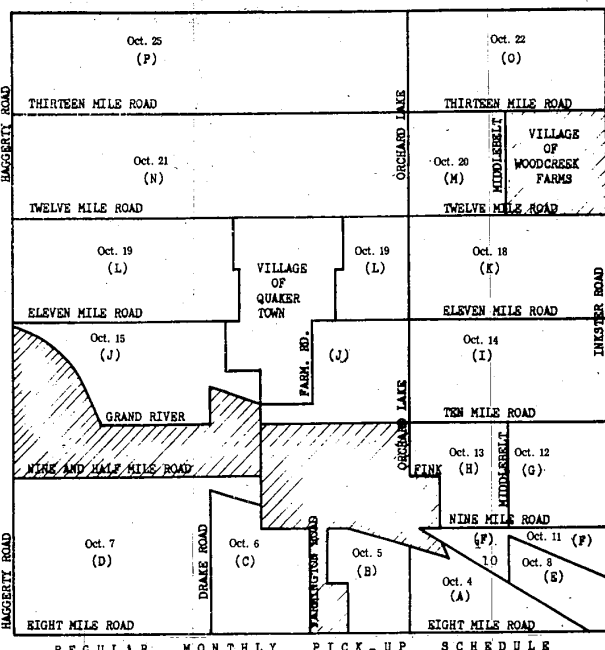 Oct. 25
(P)
Oct. 22
(O)
THIRTEEN MILE ROAD
THIRTEEN MILE ROAD
HAGGERTY ROAD
ORCHARD LAKE
MIDDLEBELT
VILLAGE
OF
WOODCREEK
FARMS
Oct. 21
(N)
Oct. 20
(M)
TWELVE MILE ROAD
TWELVE MILE ROAD
Oct. 19
(L)
VILLAGE
OF
QUAKER
TOWN
Oct. 19
(L)
Oct. 18
(K)
ELEVEN MILE ROAD
ELEVEN MILE ROAD
INKSTER ROAD
Oct. 15
(J)
FARM. RD.
(J)
Oct. 14
(I)
GRAND RIVER
ORCHARD LAKE
TEN MILE ROAD
NINE AND HALF MILE ROAD
FINK
Oct. 13
(H)
MIDDLEBELT
Oct. 12
(G)
NINE MILE ROAD
HAGGERTY ROAD
Oct. 7
(D)
DRAKE ROAD
Oct. 6
(C)
FARMINGTON ROAD
Oct. 5
(B)
(F)
10
Oct. 11
(F)
Oct. 8
(E)
Oct. 4
(A)
EIGHT MILE ROAD
EIGHT MILE ROAD
REGULAR MONTHLY PICK-UP SCHEDULE